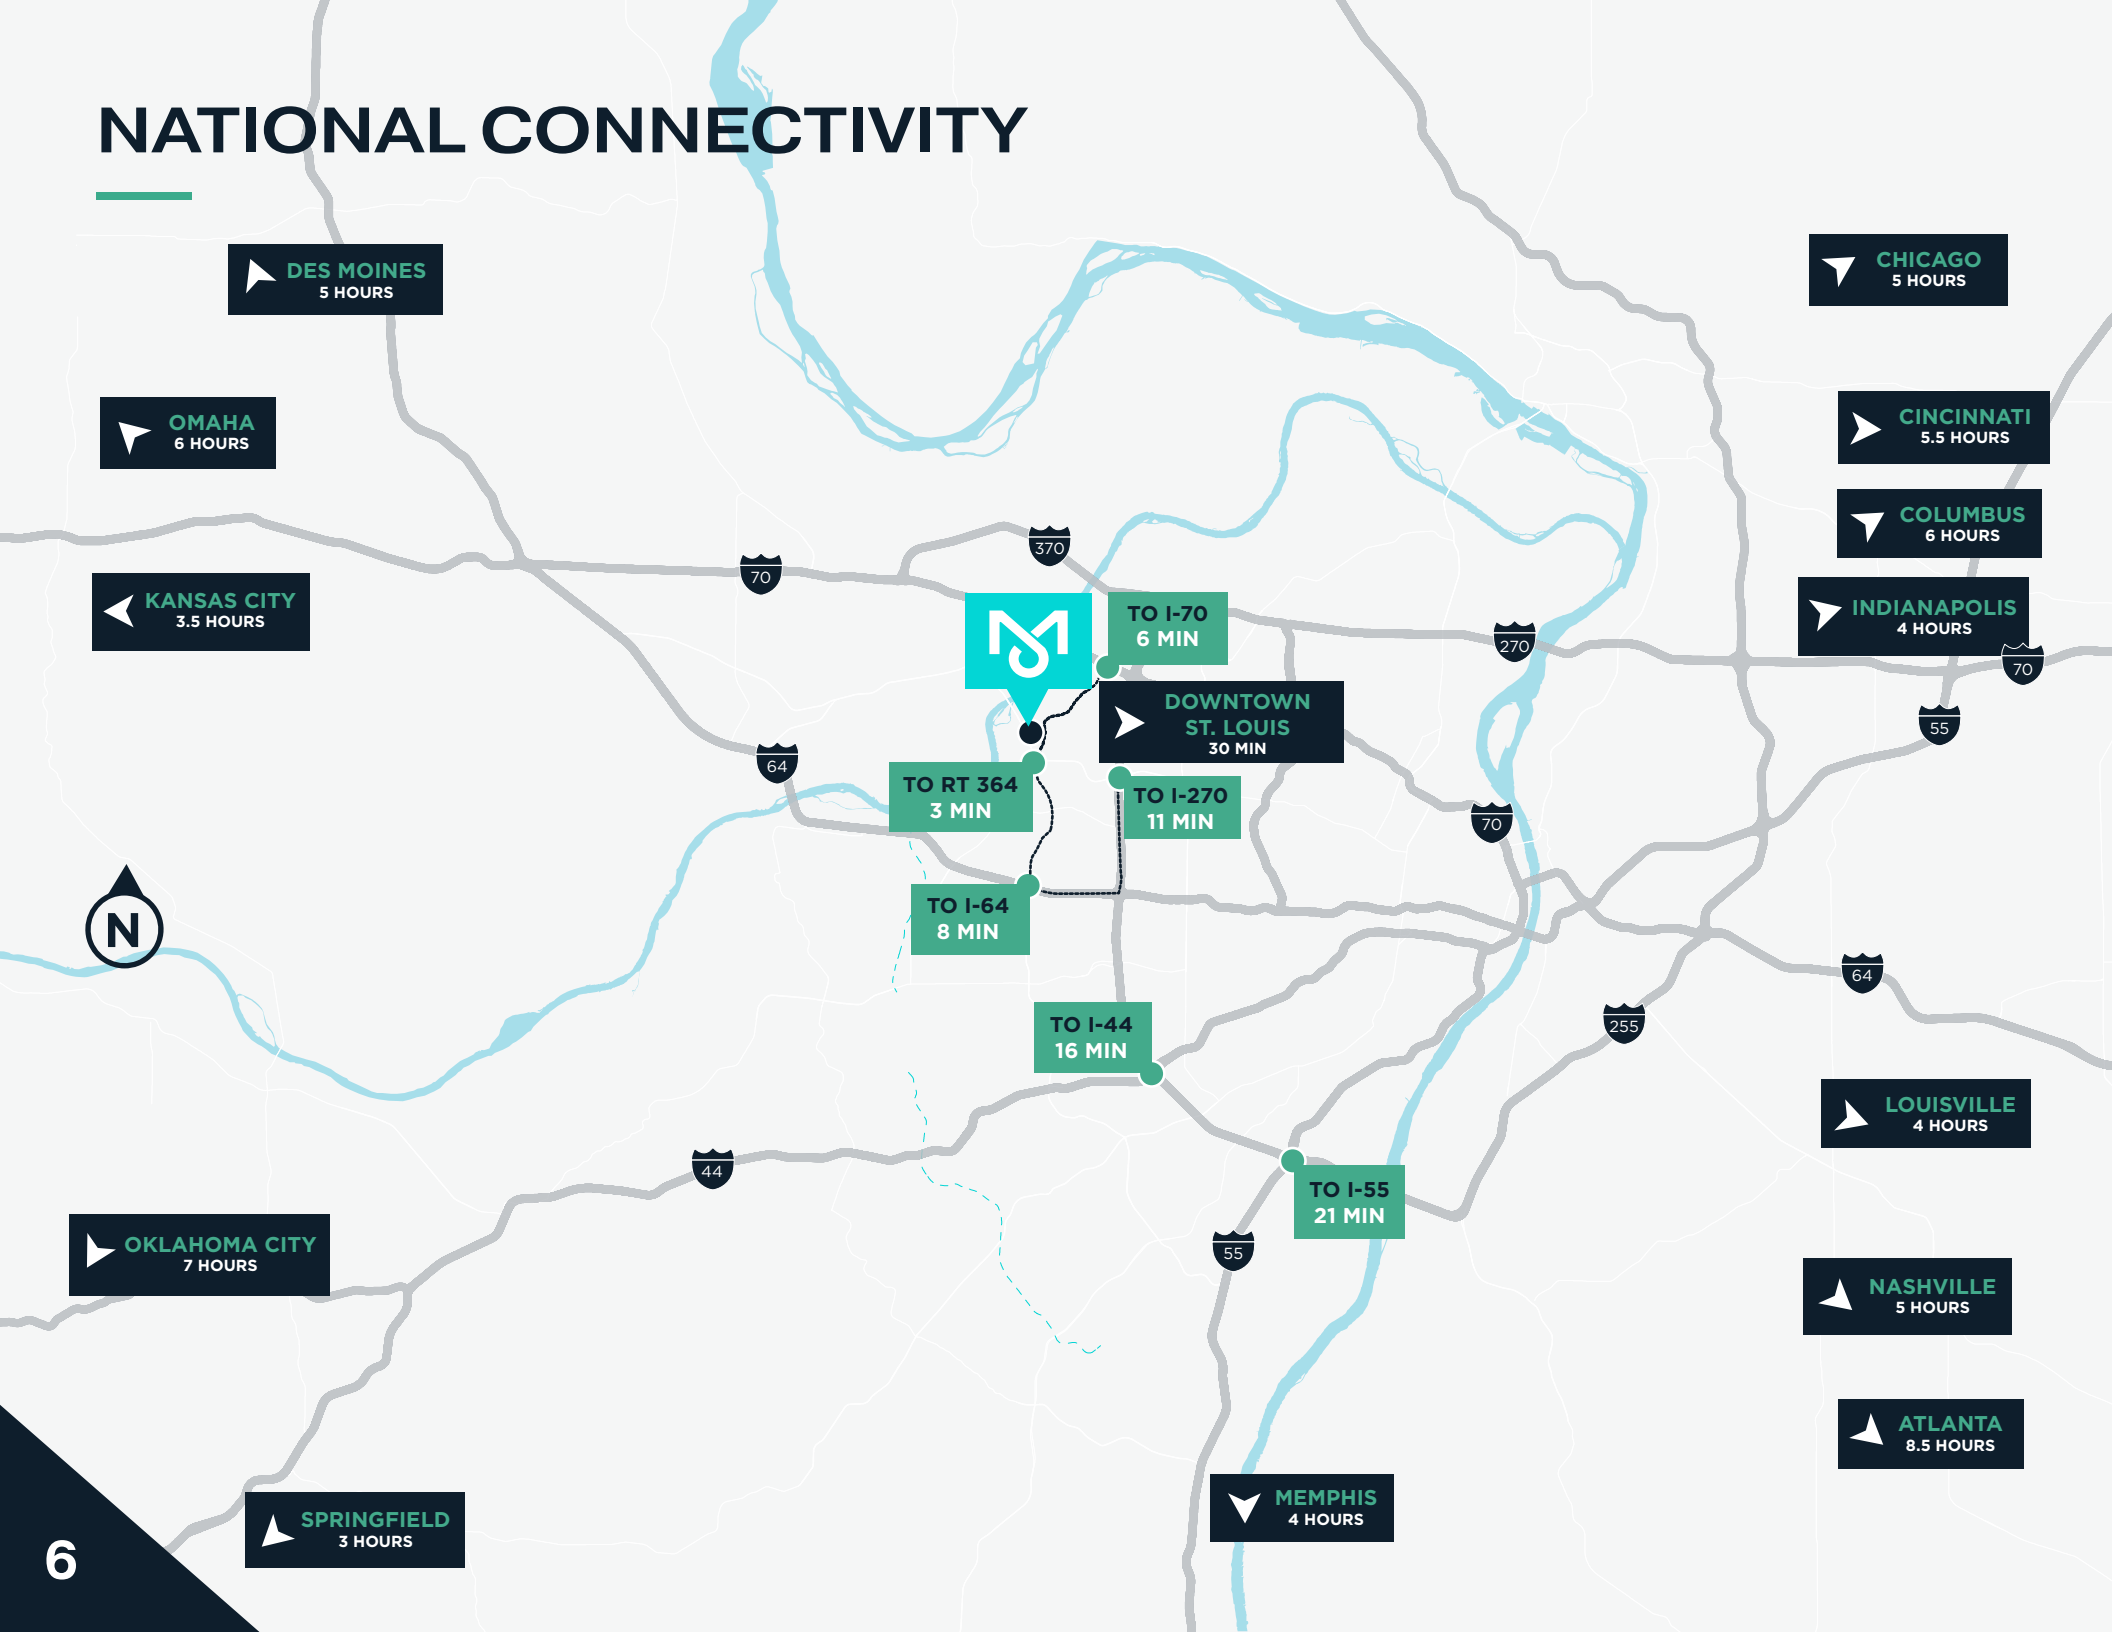 NATIONAL CONNECTIVITY
DES MOINES
5 HOURS
CHICAGO
5 HOURS
OMAHA
6 HOURS
CINCINNATI
5.5 HOURS
COLUMBUS
6 HOURS
370
70
KANSAS CITY
3.5 HOURS
TO I-70
6 MIN
INDIANAPOLIS
4 HOURS
270
70
DOWNTOWN
ST. LOUIS
30 MIN
55
64
TO RT 364
3 MIN
TO I-270
11 MIN
70
N
TO I-64
8 MIN
64
TO I-44
16 MIN
255
LOUISVILLE
4 HOURS
44
TO I-55
21 MIN
OKLAHOMA CITY
7 HOURS
55
NASHVILLE
5 HOURS
ATLANTA
8.5 HOURS
MEMPHIS
4 HOURS
SPRINGFIELD
3 HOURS
6